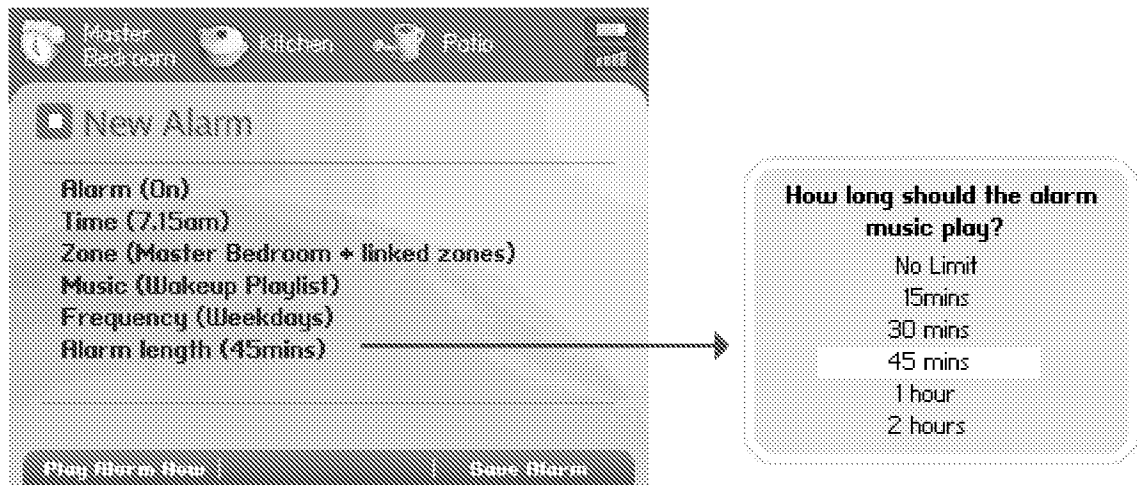 Master
Bedroom
Kitchen
Patio
New Alarm
Alarm (On)
Time (7.15am)
Zone (Master Bedroom + linked zones)
Music (Wakeup Playlist)
Frequency (Weekdays)
Alarm length (45mins)
Play Alarm Now
Save Alarm
How long should the alarm
music play?
No Limit
15mins
30 mins
45 mins
1 hour
2 hours